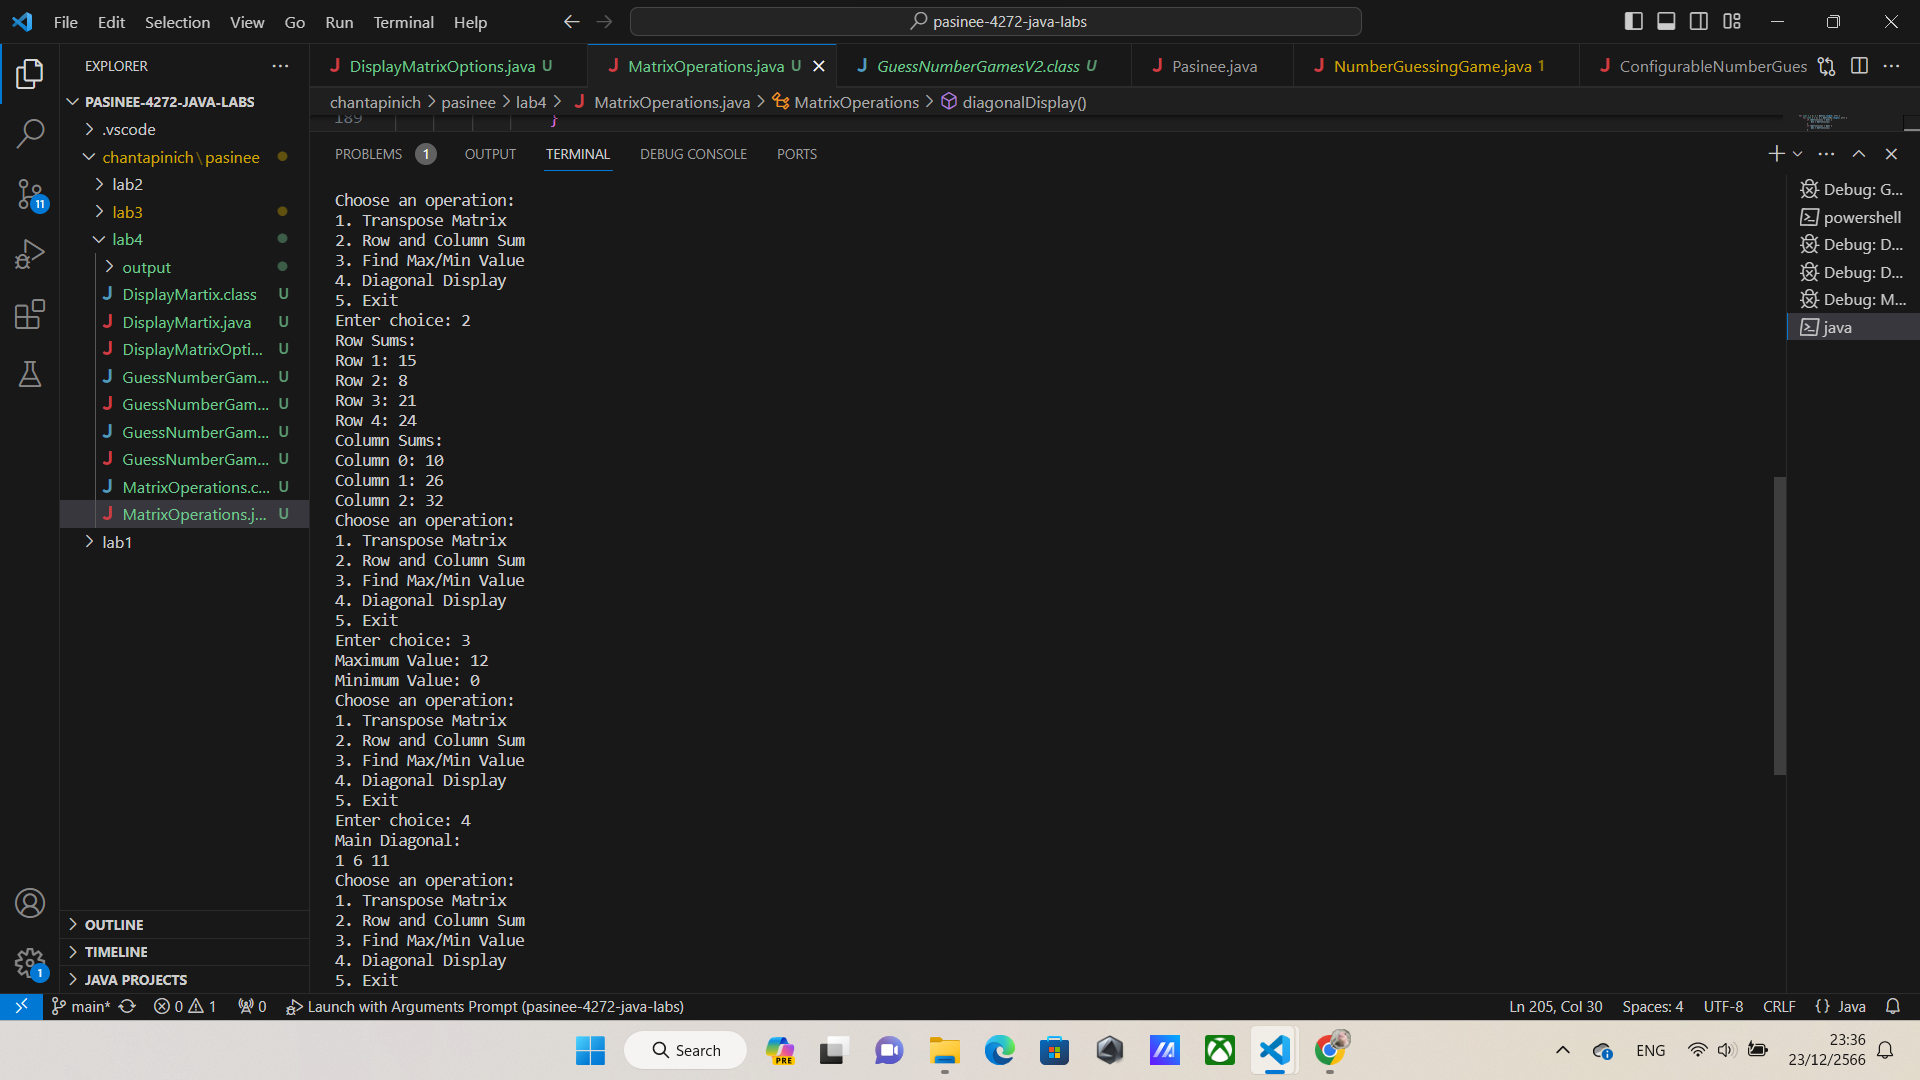 File Edit Selection View Go Run Terminal Help
pasinee-4272-java-labs
EXPLORER
PASINEE-4272-JAVA-LABS
.vscode
chantapinich\pasinee
lab2
lab3
lab4
output
DisplayMartix.class U
DisplayMartix.java U
DisplayMatrixOpti... U
GuessNumberGam... U
GuessNumberGam... U
GuessNumberGam... U
GuessNumberGam... U
MatrixOperations.c... U
MatrixOperations.j... U
lab1
OUTLINE
TIMELINE
JAVA PROJECTS
11
1
DisplayMatrixOptions.java U
MatrixOperations.java U
GuessNumberGamesV2.class U
Pasinee.java
NumberGuessingGame.java 1
ConfigurableNumberGues
chantapinich > pasinee > lab4 > MatrixOperations.java > MatrixOperations > diagonalDisplay()
189 }
PROBLEMS 1 OUTPUT TERMINAL DEBUG CONSOLE PORTS
Choose an operation:
1. Transpose Matrix
2. Row and Column Sum
3. Find Max/Min Value
4. Diagonal Display
5. Exit
Enter choice: 2
Row Sums:
Row 1: 15
Row 2: 8
Row 3: 21
Row 4: 24
Column Sums:
Column 0: 10
Column 1: 26
Column 2: 32
Choose an operation:
1. Transpose Matrix
2. Row and Column Sum
3. Find Max/Min Value
4. Diagonal Display
5. Exit
Enter choice: 3
Maximum Value: 12
Minimum Value: 0
Choose an operation:
1. Transpose Matrix
2. Row and Column Sum
3. Find Max/Min Value
4. Diagonal Display
5. Exit
Enter choice: 4
Main Diagonal:
1 6 11
Choose an operation:
1. Transpose Matrix
2. Row and Column Sum
3. Find Max/Min Value
4. Diagonal Display
5. Exit
Debug: G...
powershell
Debug: D...
Debug: D...
Debug: M...
java
main* 0 1 0 Launch with Arguments Prompt (pasinee-4272-java-labs)
Ln 205, Col 30 Spaces: 4 UTF-8 CRLF {} Java
Search
PRE
ENG
23:36
23/12/2566